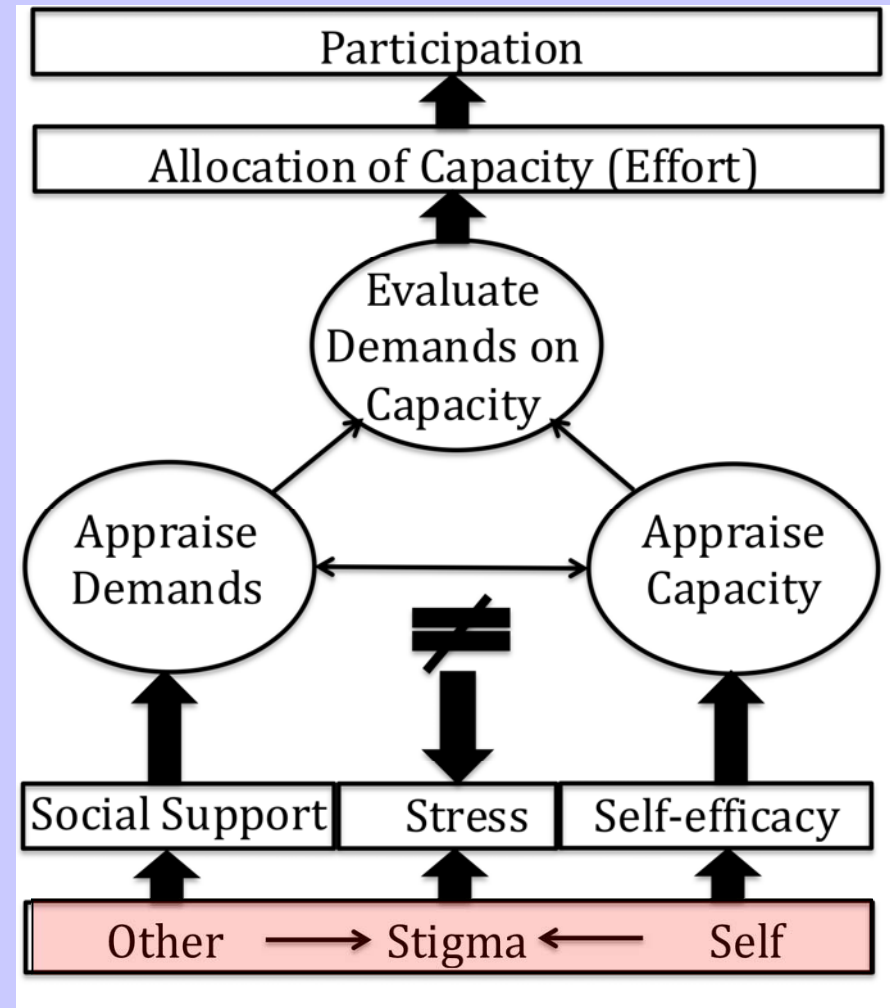 Participation
Allocation of Capacity (Effort)
Evaluate
Demands on
Capacity
Appraise
Demands
Appraise
Capacity
≠
Social Support
Stress
Self-efficacy
Other
Stigma
Self